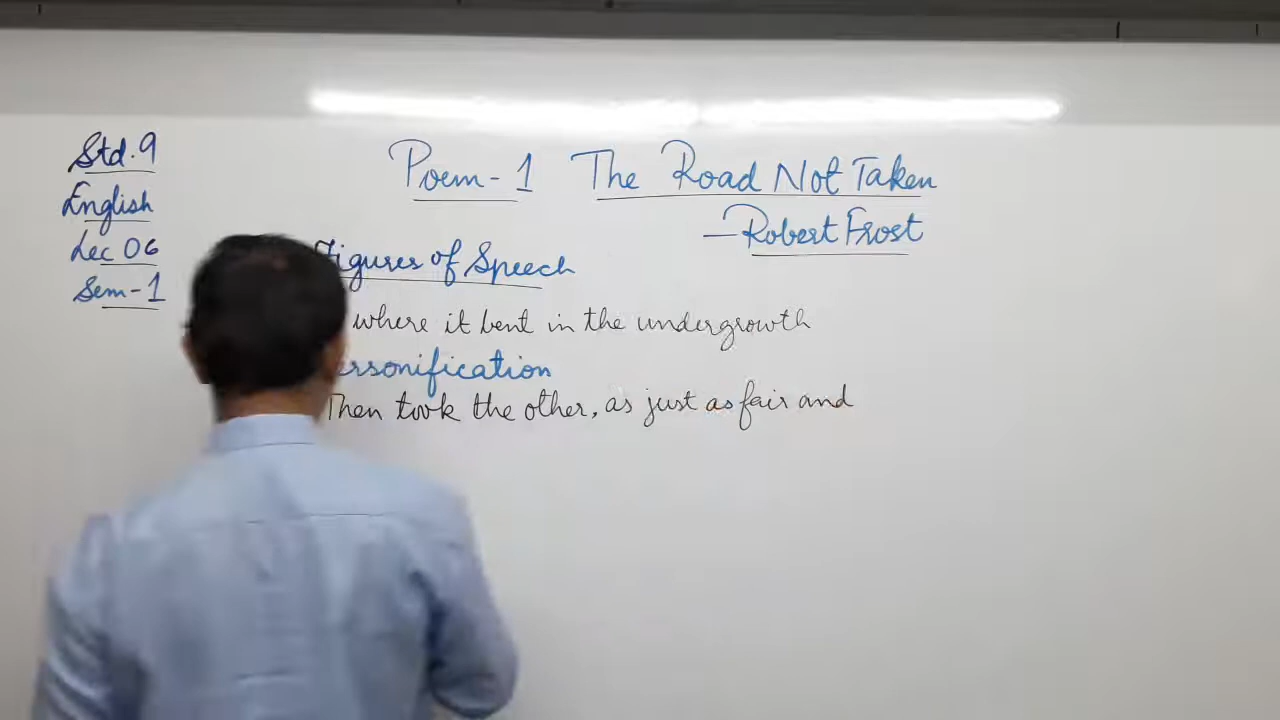 Std. 9
English
Lec 06
Sem-1
Poem-1 The Road Not Taken
-Robert Frost
Figures of Speech
where it bent in the undergrowth
Then took the other, as just as fair and